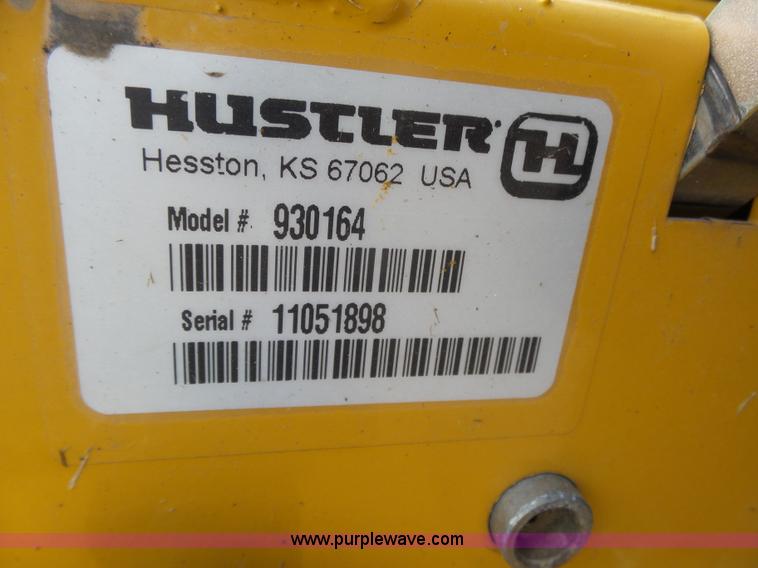 HUSTLER H
Hesston, KS 67062 USA
Model # 930164
Serial # 11051898
www.purplewave.com